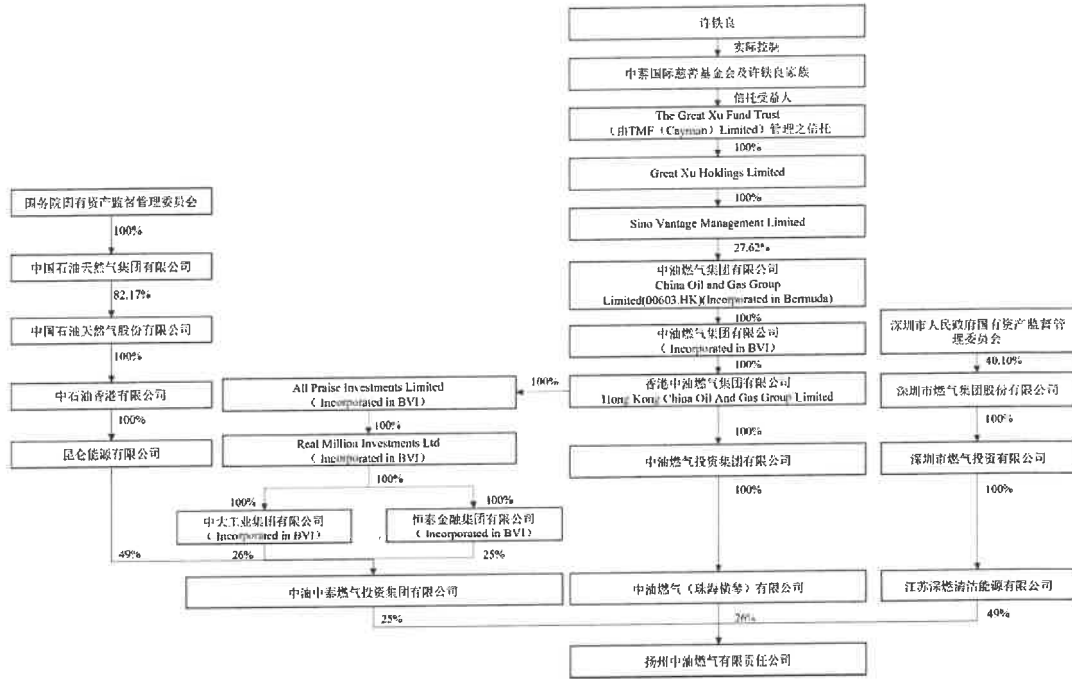 许铁良
实际控制
中泰国际慈善基金会及许铁良家族
信托受益人
The Great Xu Fund Trust
（由TMF（Cayman）Limited）管理之信托
100%
Great Xu Holdings Limited
100%
国务院国有资产监督管理委员会
Sino Vantage Management Limited
100%
27.62%
中国石油天然气集团有限公司
中油燃气集团有限公司
China Oil and Gas Group
Limited(00603.HK)(Incorporated in Bermuda)
82.17%
100%
中国石油天然气股份有限公司
中油燃气集团有限公司
（ Incorporated in BVI）
深圳市人民政府国有资产监督管
理委员会
100%
100%
40.10%
中石油香港有限公司
All Praise Investments Limited
（ Incorporated in BVI）
100%
香港中油燃气集团有限公司
Hong Kong China Oil And Gas Group Limited
深圳市燃气集团股份有限公司
100%
100%
100%
100%
昆仑能源有限公司
Real Million Investments Ltd
（ Incorporated in BVI）
中油燃气投资集团有限公司
深圳市燃气投资有限公司
100%
100%
100%
100%
100%
中大工业集团有限公司
（ Incorporated in BVI）
恒泰金融集团有限公司
（ Incorporated in BVI）
49%
26%
25%
中油中泰燃气投资集团有限公司
中油燃气（珠海横琴）有限公司
江苏深燃清洁能源有限公司
25%
26%
49%
扬州中油燃气有限责任公司